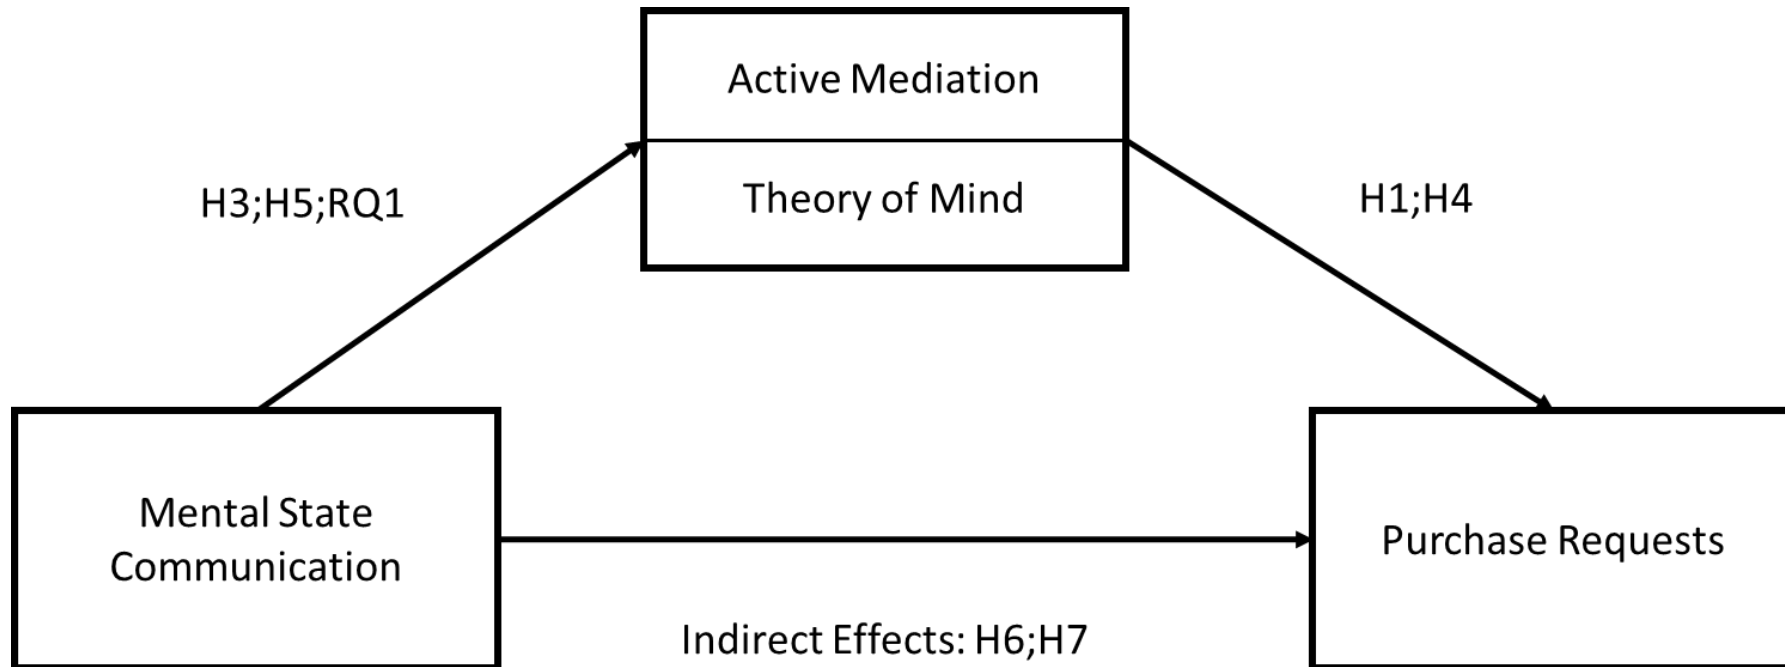 Active Mediation
Theory of Mind
H3;H5;RQ1
H1;H4
Mental State
Communication
Purchase Requests
Indirect Effects: H6;H7